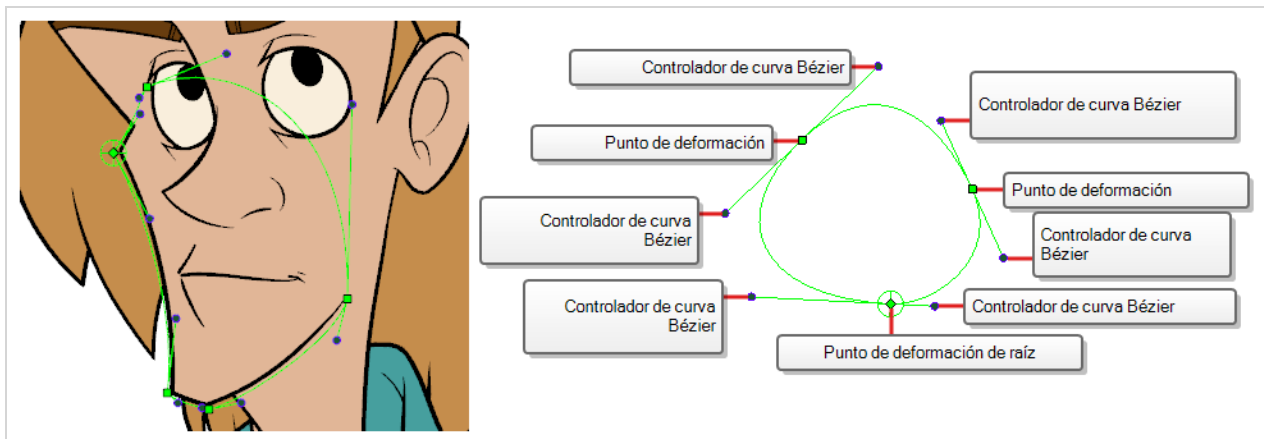 Controlador de curva Bézier
Controlador de curva Bézier
Punto de deformación
Punto de deformación
Controlador de curva
Bézier
Controlador de curva
Bézier
Controlador de curva
Bézier
Controlador de curva Bézier
Punto de deformación de raíz